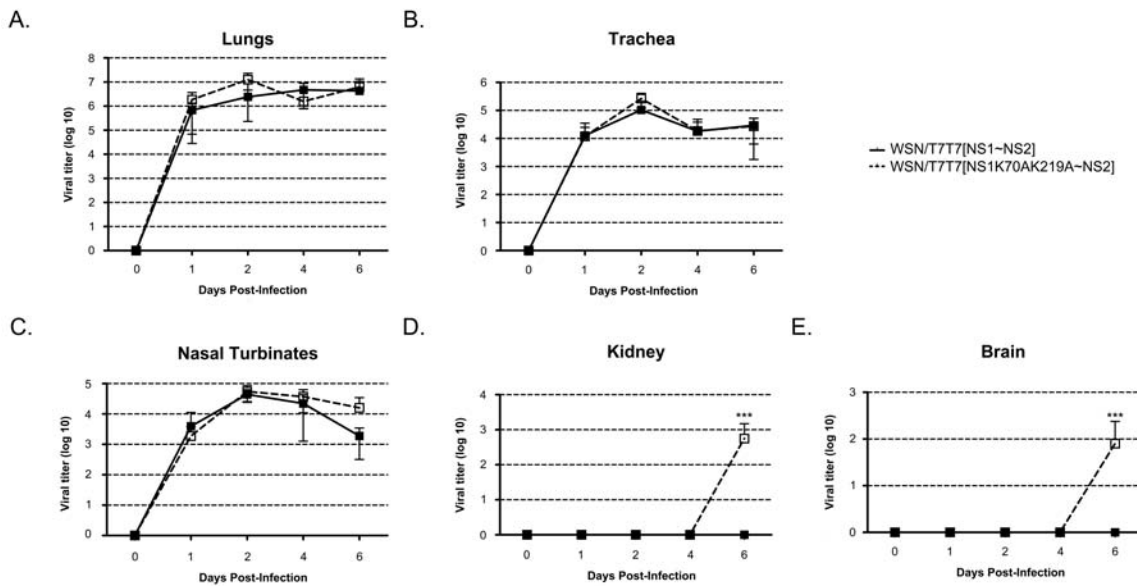 A.
Lungs
Viral titer (log 10)
8
7
6
5
4
3
2
1
0
0 1 2 4 6
Days Post-Infection
B.
Trachea
Viral titer (log 10)
6
5
4
3
2
1
0
0 1 2 4 6
Days Post-Infection
WSN/T7T7[NS1~NS2]
WSN/T7T7[NS1K70AK219A~NS2]
C.
Nasal Turbinates
Viral titer (log 10)
5
4
3
2
1
0
0 1 2 4 6
Days Post-Infection
D.
Kidney
Viral titer (log 10)
4
3
2
1
0
***
0 1 2 4 6
Days Post-Infection
E.
Brain
Viral titer (log 10)
3
2
1
0
***
0 1 2 4 6
Days Post-Infection